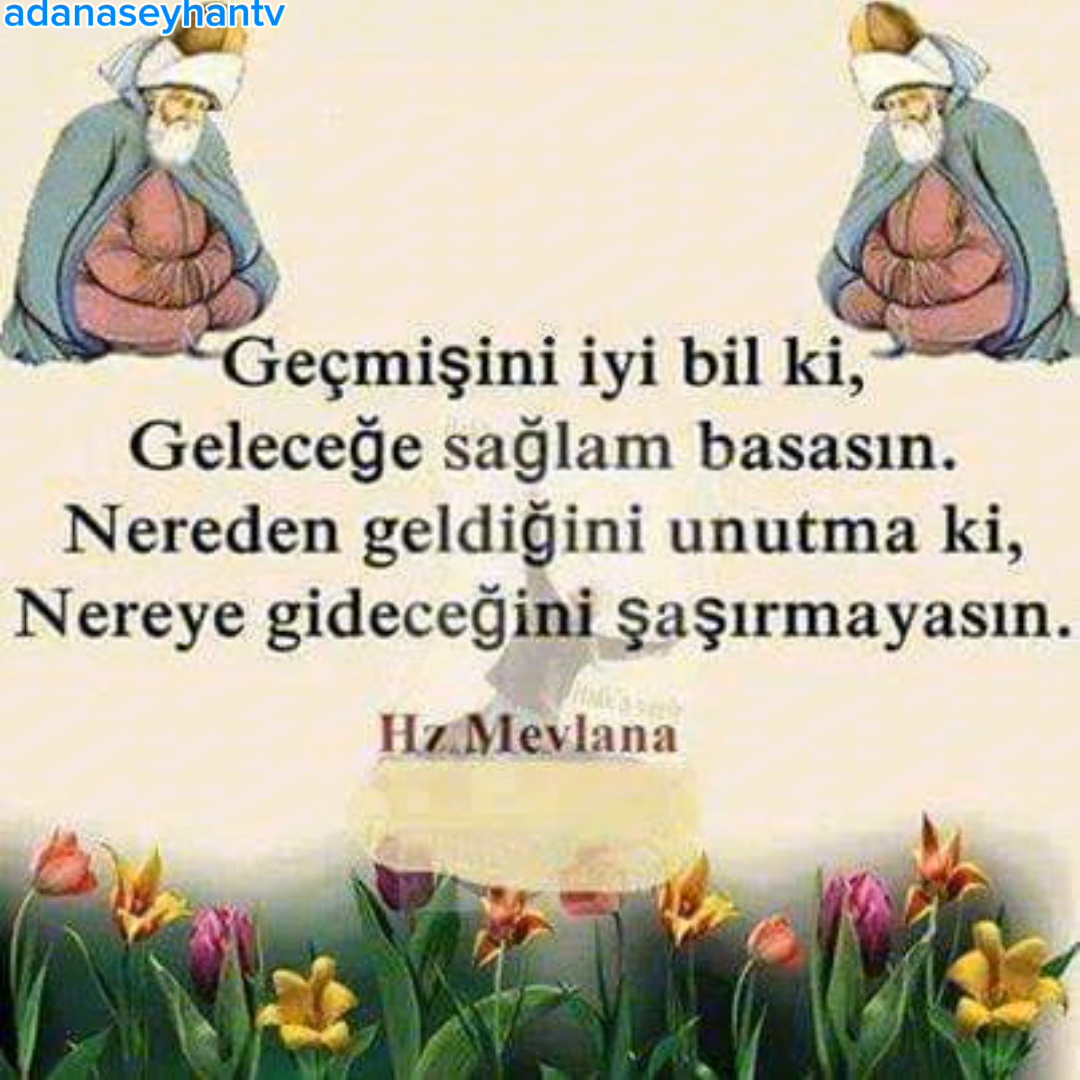 adanaseyhantv
Geçmişini iyi bil ki,
Geleceğe sağlam basasın.
Nereden geldiğini unutma ki,
Nereye gideceğini şaşırmayasın.
Hz.Mevlana